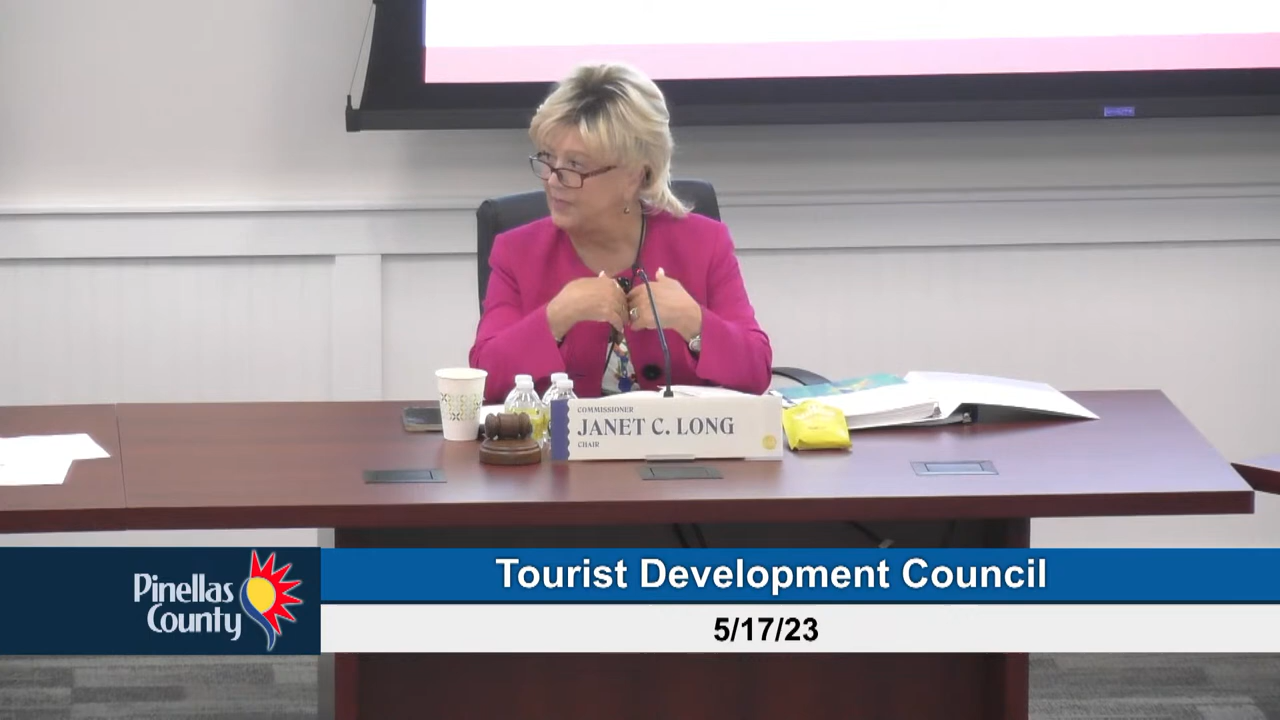 COMMISSIONER
JANET C. LONG
CHAIR
Pinellas
County
Tourist Development Council
5/17/23